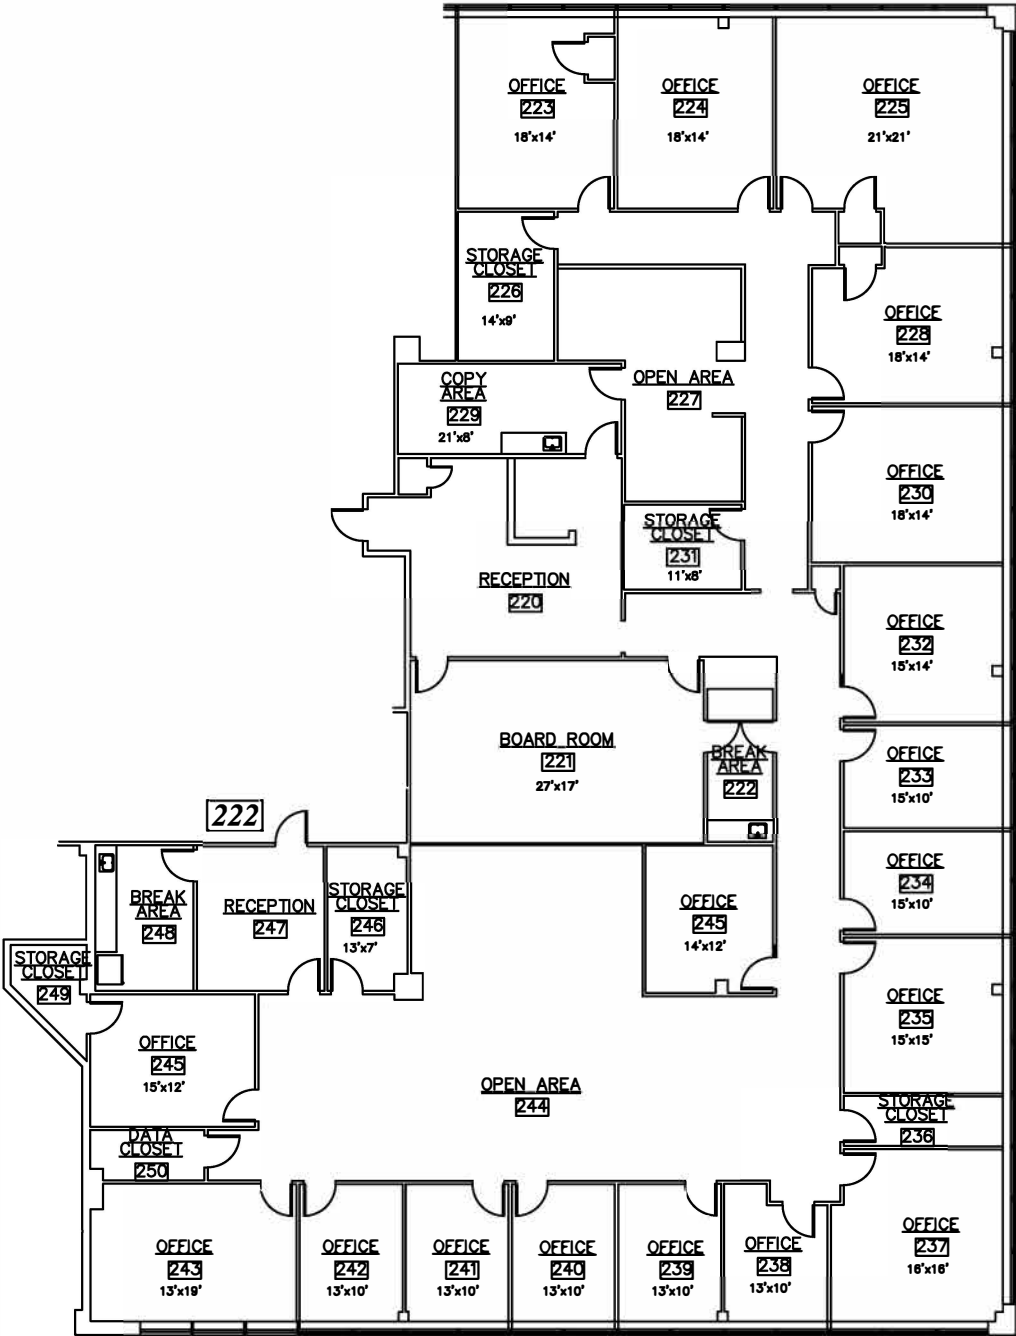 OFFICE
223
18'x14'
OFFICE
224
18'x14'
OFFICE
225
21'x21'
STORAGE
CLOSET
226
14'x9'
OFFICE
228
18'x14'
COPY
AREA
229
21'x8'
OPEN AREA
227
OFFICE
230
18'x14'
STORAGE
CLOSET
231
11'x8'
RECEPTION
220
OFFICE
232
15'x14'
BOARD ROOM
221
27'x17'
BREAK
AREA
222
OFFICE
233
15'x10'
222
OFFICE
234
15'x10'
BREAK
AREA
248
RECEPTION
247
STORAGE
CLOSET
246
13'x7'
OFFICE
245
14'x12'
STORAGE
CLOSET
249
OFFICE
235
15'x15'
OFFICE
245
15'x12'
OPEN AREA
244
STORAGE
CLOSET
236
DATA
CLOSET
250
OFFICE
243
13'x19'
OFFICE
242
13'x10'
OFFICE
241
13'x10'
OFFICE
240
13'x10'
OFFICE
239
13'x10'
OFFICE
238
13'x10'
OFFICE
237
16'x16'